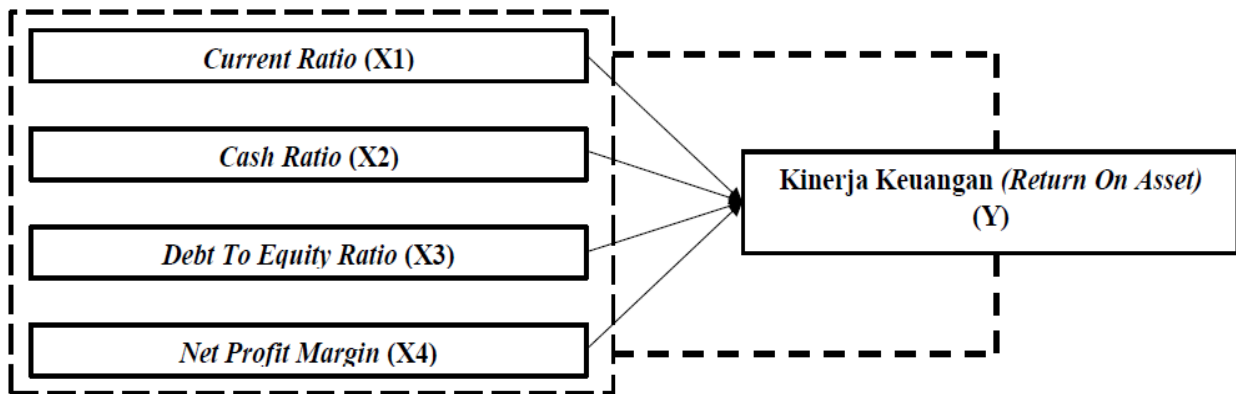 Current Ratio (X1)
Cash Ratio (X2)
Debt To Equity Ratio (X3)
Net Profit Margin (X4)
Kinerja Keuangan (Return On Asset)
(Y)